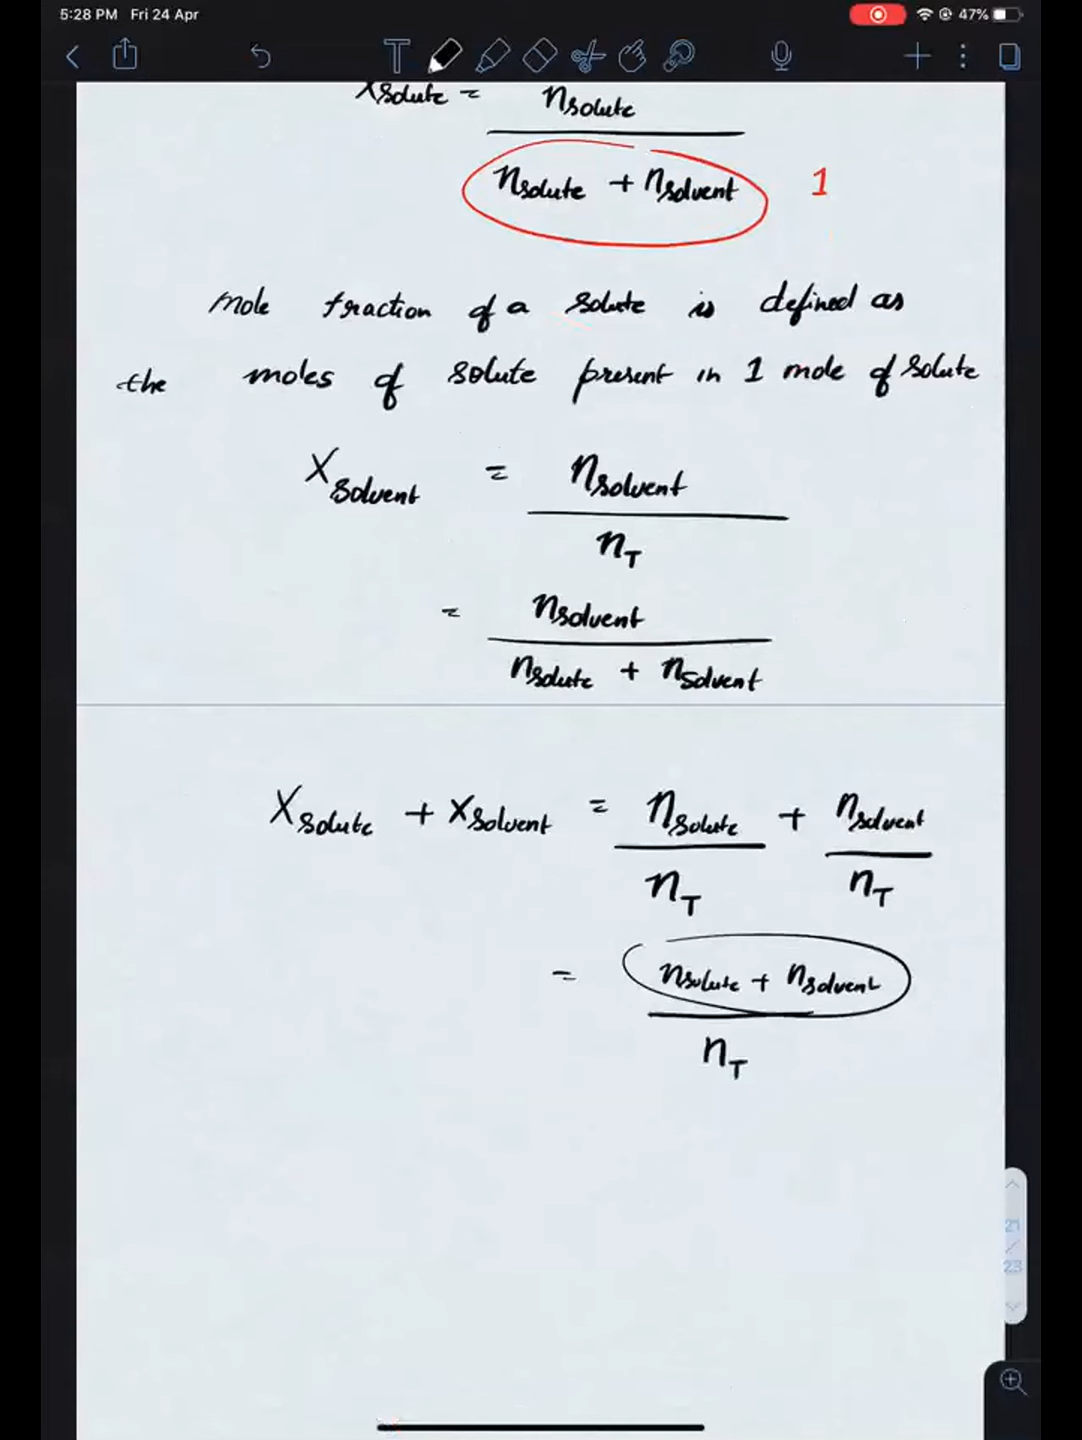 5:28 PM Fri 24 Apr 47%
Xsolute = nsolute
nsolute + nsolvent 1
mole fraction of a solute is defined as
the moles of solute present in 1 mole of solute
Xsolvent = nsolvent
nT
= nsolvent
nsolute + nsolvent
Xsolute + Xsolvent = nsolute + nsolvent
nT nT
= nsolute + nsolvent
nT
21
/
23